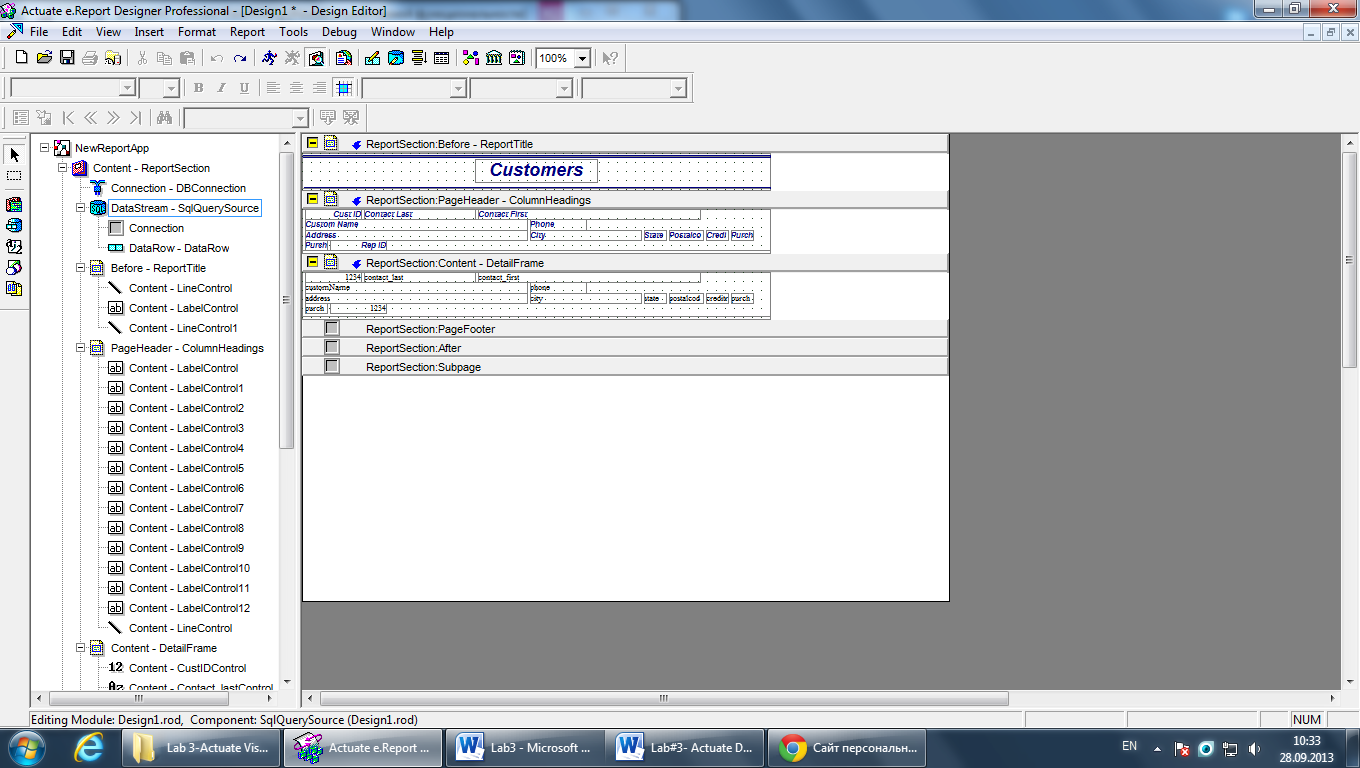 Actuate e.Report Designer Professional - [Design1 * - Design Editor]
File Edit View Insert Format Report Tools Debug Window Help
100%
B I U
NewReportApp
Content - ReportSection
Connection - DBConnection
DataStream - SqlQuerySource
Connection
DataRow - DataRow
Before - ReportTitle
Content - LineControl
Content - LabelControl
Content - LineControl1
PageHeader - ColumnHeadings
Content - LabelControl
Content - LabelControl1
Content - LabelControl2
Content - LabelControl3
Content - LabelControl4
Content - LabelControl5
Content - LabelControl6
Content - LabelControl7
Content - LabelControl8
Content - LabelControl9
Content - LabelControl10
Content - LabelControl11
Content - LabelControl12
Content - LineControl
Content - DetailFrame
Content - CustIDControl
Content - Contact_lastControl
ReportSection:Before - ReportTitle
Customers
ReportSection:PageHeader - ColumnHeadings
Cust ID Contact Last Contact First
Custom Name Phone
Address City State Postalco Credi Purch
Purch Rep ID
ReportSection:Content - DetailFrame
1234 contact_last contact_first
customName phone
address city state postalcod creditr purch
purch 1234
ReportSection:PageFooter
ReportSection:After
ReportSection:Subpage
Editing Module: Design1.rod, Component: SqlQuerySource (Design1.rod)
NUM
Lab 3-Actuate Vis... Actuate e.Report ... Lab3 - Microsoft ... Lab#3- Actuate D... Сайт персональн... EN 10:33
28.09.2013